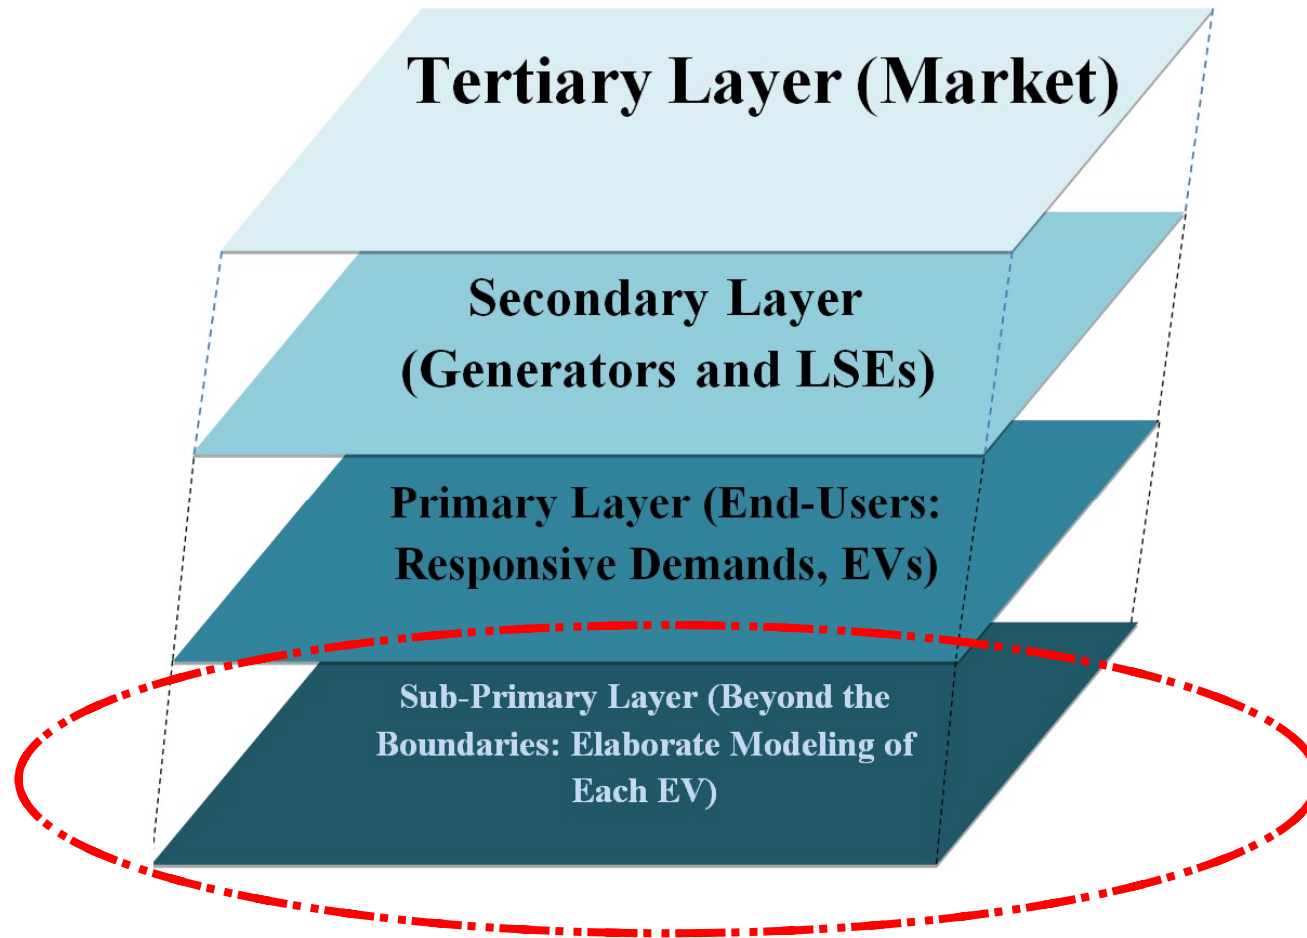 Tertiary Layer (Market)
Secondary Layer
(Generators and LSEs)
Primary Layer (End-Users:
Responsive Demands, EVs)
Sub-Primary Layer (Beyond the
Boundaries: Elaborate Modeling of
Each EV)